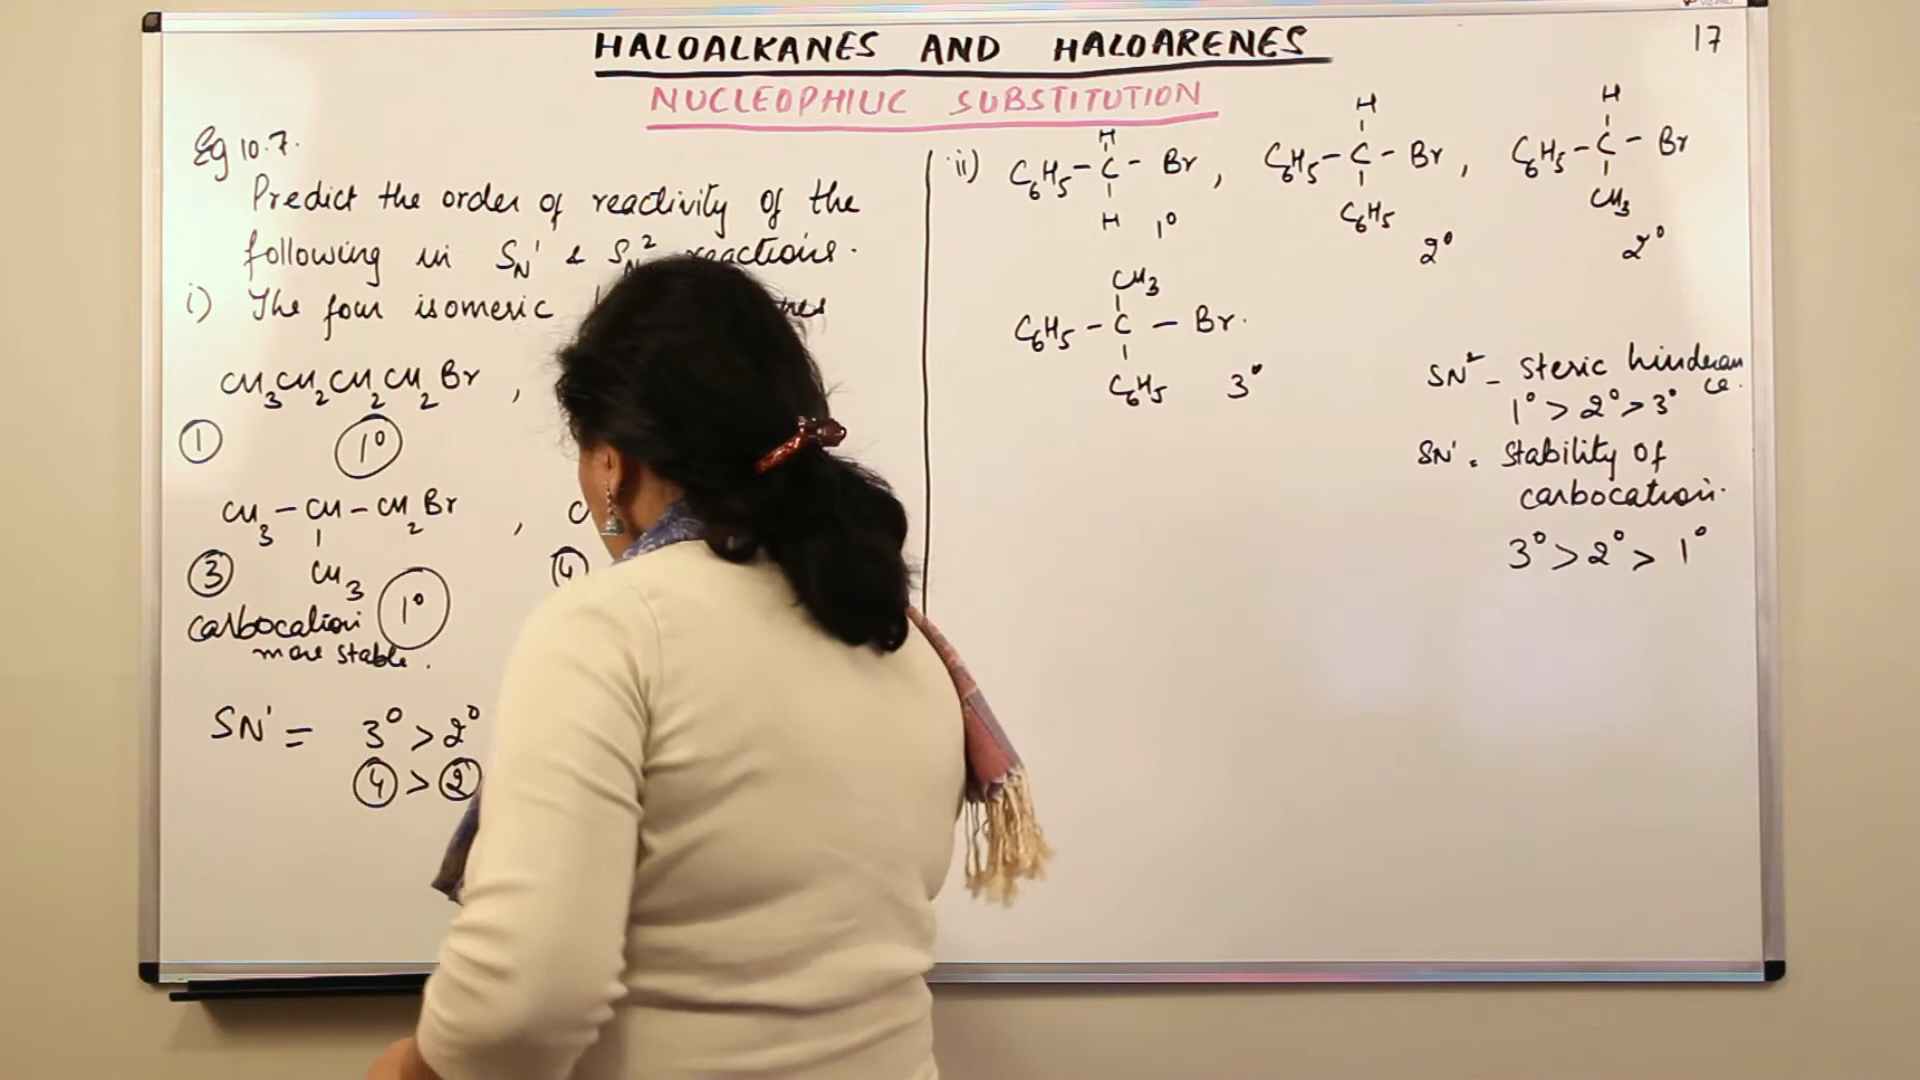 HALOALKANES AND HALOARENES
17
NUCLEOPHILIC SUBSTITUTION
Eg 10.7.
Predict the order of reactivity of the
following in SN1 & SN2 reactions.
i) The four isomeric
CH3CH2CH2CH2Br ,
① 1°
CH3 – CH – CH2Br ,
|
CH3
③ 1° ④
carbocation
more stable.
SN1 = 3° > 2°
④ > ②
ii) C6H5 – C – Br , C6H5 – C – Br , C6H5 – C – Br
H H H
H C6H5 CH3
1° 2° 2°
CH3
|
C6H5 – C – Br.
|
C6H5 3°
SN2 – Steric hinderance.
1° > 2° > 3°
SN1 . Stability of
carbocation.
3° > 2° > 1°